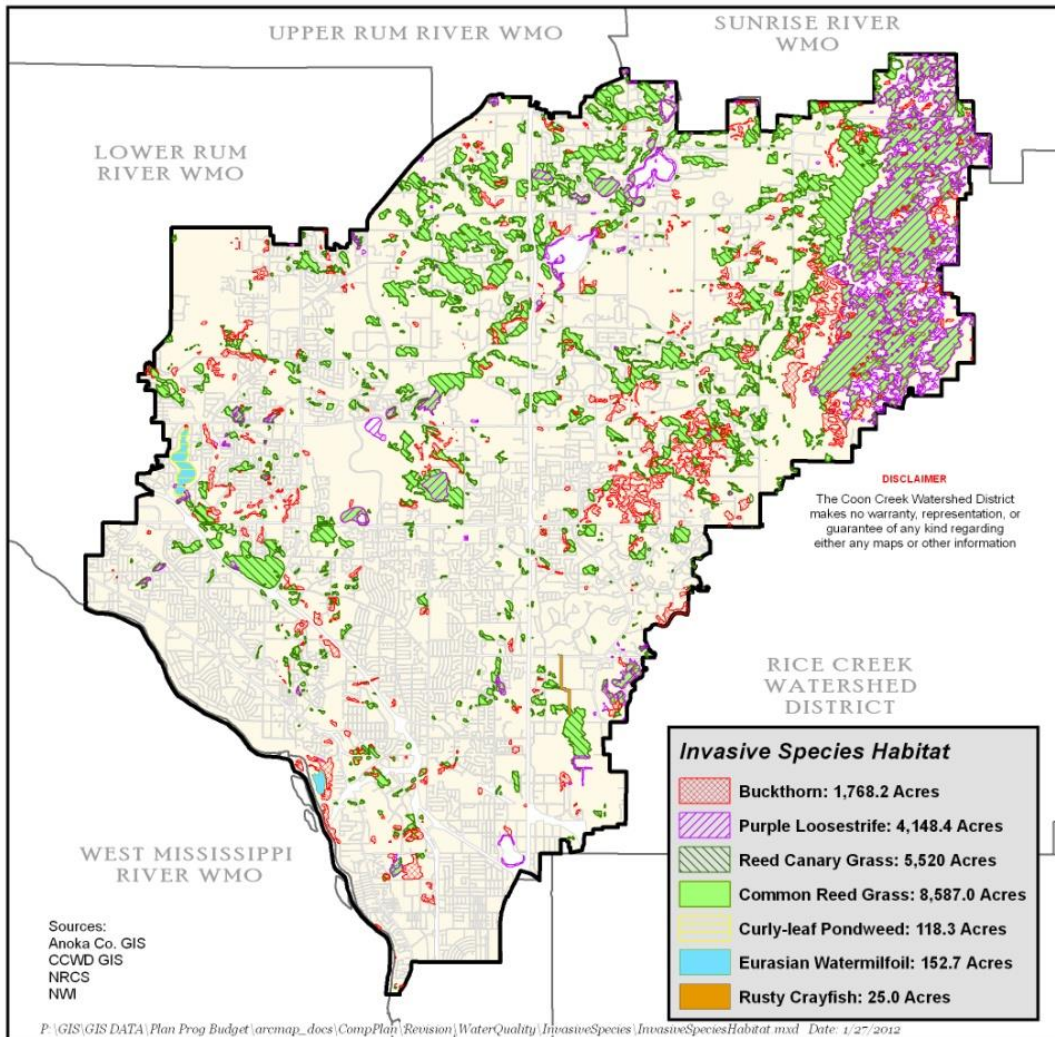 UPPER RUM RIVER WMO
SUNRISE RIVER
WMO
LOWER RUM
RIVER WMO
DISCLAIMER
The Coon Creek Watershed District
makes no warranty, representation, or
guarantee of any kind regarding
either any maps or other information
RICE CREEK
WATERSHED
DISTRICT
WEST MISSISSIPPI
RIVER WMO
Sources:
Anoka Co. GIS
CCWD GIS
NRCS
NWI
Invasive Species Habitat
Buckthorn: 1,768.2 Acres
Purple Loosestrife: 4,148.4 Acres
Reed Canary Grass: 5,520 Acres
Common Reed Grass: 8,587.0 Acres
Curly-leaf Pondweed: 118.3 Acres
Eurasian Watermilfoil: 152.7 Acres
Rusty Crayfish: 25.0 Acres
P:\GIS\GIS DATA\Plan Prog Budget\arcmap_docs\CompPlan\Revision\WaterQuality\InvasiveSpecies\InvasiveSpeciesHabitat.mxd Date: 1/27/2012